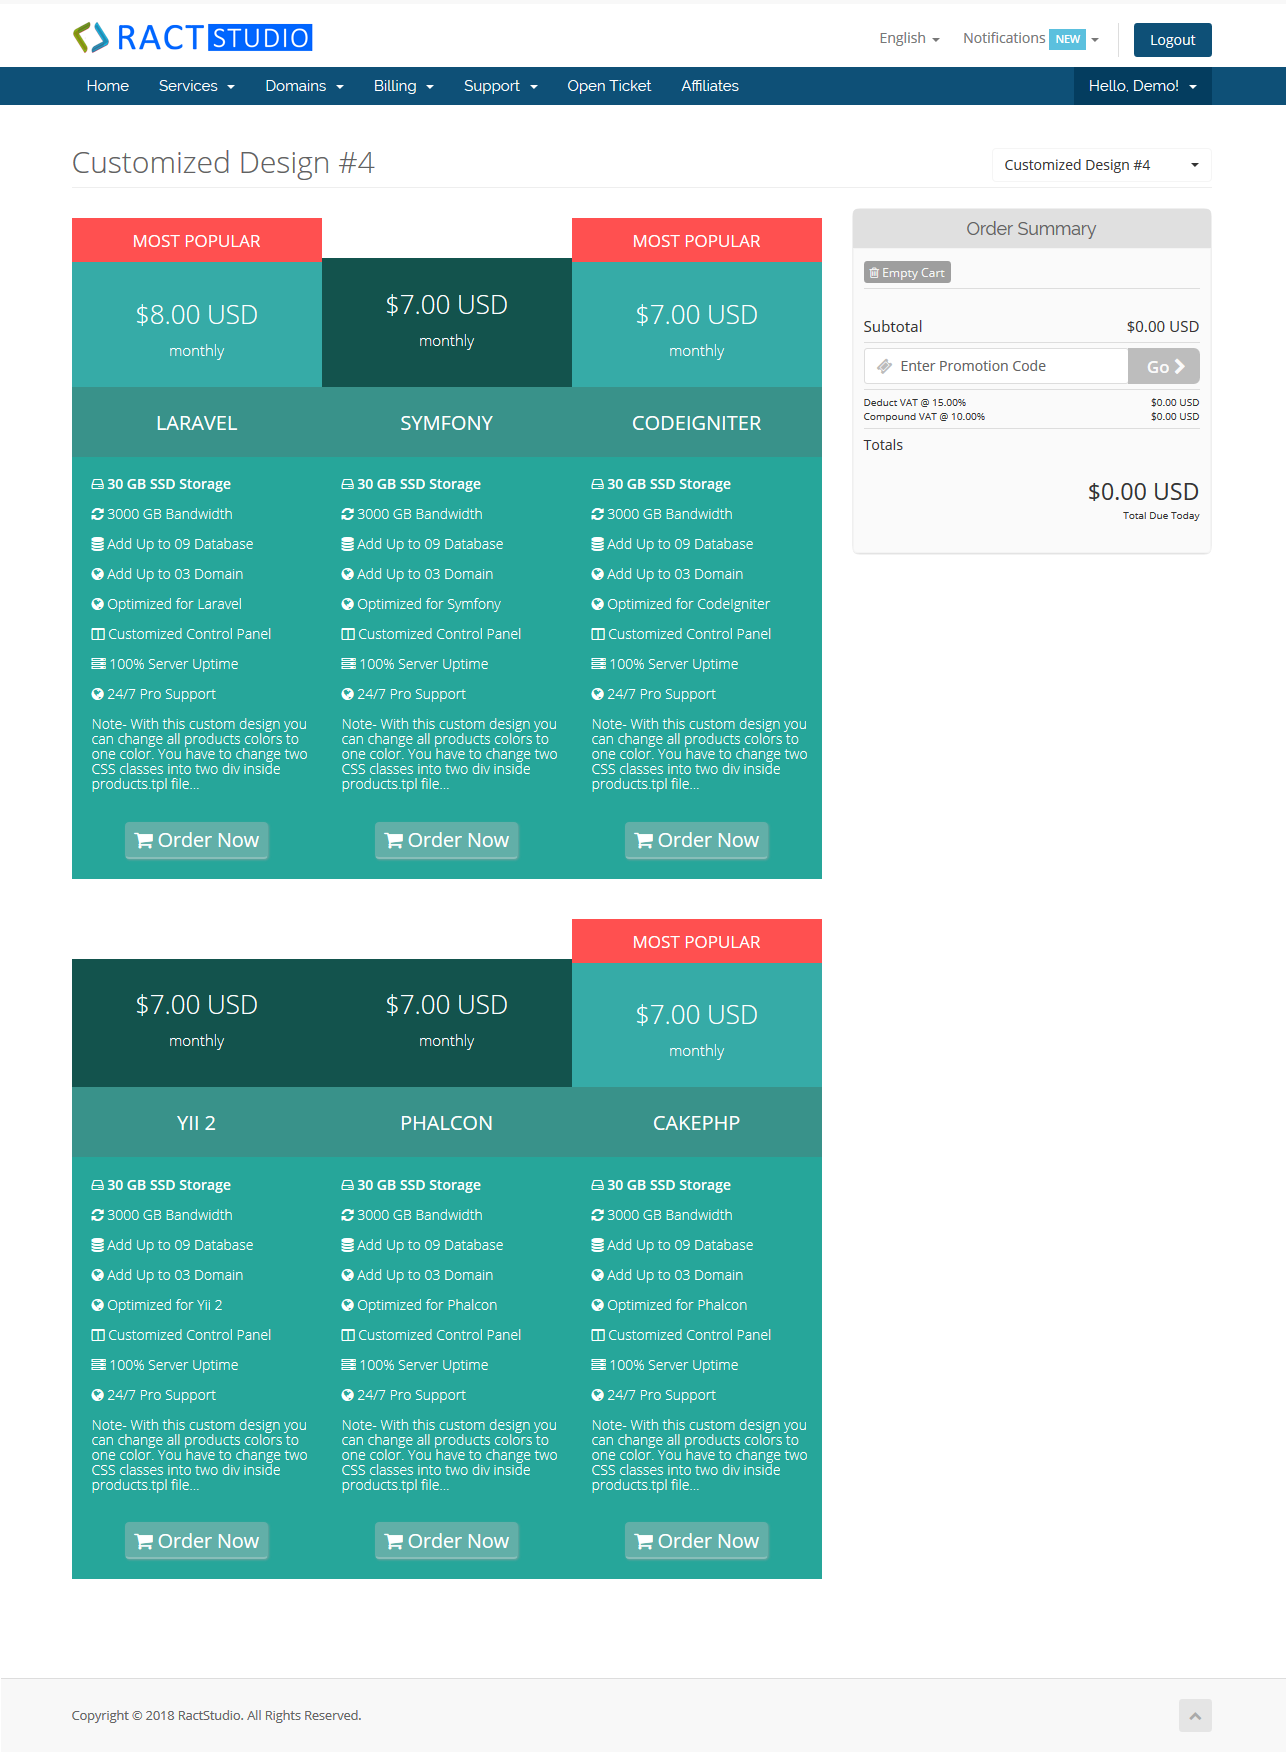 RACT STUDIO
English
Notifications NEW
Logout
Home
Services
Domains
Billing
Support
Open Ticket
Affiliates
Hello, Demo!
Customized Design #4
Customized Design #4
MOST POPULAR
$8.00 USD
monthly
LARAVEL
30 GB SSD Storage
3000 GB Bandwidth
Add Up to 09 Database
Add Up to 03 Domain
Optimized for Laravel
Customized Control Panel
100% Server Uptime
24/7 Pro Support
Note- With this custom design you
can change all products colors to
one color. You have to change two
CSS classes into two div inside
products.tpl file...
Order Now
$7.00 USD
monthly
SYMFONY
30 GB SSD Storage
3000 GB Bandwidth
Add Up to 09 Database
Add Up to 03 Domain
Optimized for Symfony
Customized Control Panel
100% Server Uptime
24/7 Pro Support
Note- With this custom design you
can change all products colors to
one color. You have to change two
CSS classes into two div inside
products.tpl file...
Order Now
MOST POPULAR
$7.00 USD
monthly
CODEIGNITER
30 GB SSD Storage
3000 GB Bandwidth
Add Up to 09 Database
Add Up to 03 Domain
Optimized for CodeIgniter
Customized Control Panel
100% Server Uptime
24/7 Pro Support
Note- With this custom design you
can change all products colors to
one color. You have to change two
CSS classes into two div inside
products.tpl file...
Order Now
Order Summary
Empty Cart
Subtotal $0.00 USD
Enter Promotion Code Go
Deduct VAT @ 15.00% $0.00 USD
Compound VAT @ 10.00% $0.00 USD
Totals
$0.00 USD
Total Due Today
$7.00 USD
monthly
YII 2
30 GB SSD Storage
3000 GB Bandwidth
Add Up to 09 Database
Add Up to 03 Domain
Optimized for Yii 2
Customized Control Panel
100% Server Uptime
24/7 Pro Support
Note- With this custom design you
can change all products colors to
one color. You have to change two
CSS classes into two div inside
products.tpl file...
Order Now
$7.00 USD
monthly
PHALCON
30 GB SSD Storage
3000 GB Bandwidth
Add Up to 09 Database
Add Up to 03 Domain
Optimized for Phalcon
Customized Control Panel
100% Server Uptime
24/7 Pro Support
Note- With this custom design you
can change all products colors to
one color. You have to change two
CSS classes into two div inside
products.tpl file...
Order Now
MOST POPULAR
$7.00 USD
monthly
CAKEPHP
30 GB SSD Storage
3000 GB Bandwidth
Add Up to 09 Database
Add Up to 03 Domain
Optimized for Phalcon
Customized Control Panel
100% Server Uptime
24/7 Pro Support
Note- With this custom design you
can change all products colors to
one color. You have to change two
CSS classes into two div inside
products.tpl file...
Order Now
Copyright © 2018 RactStudio. All Rights Reserved.